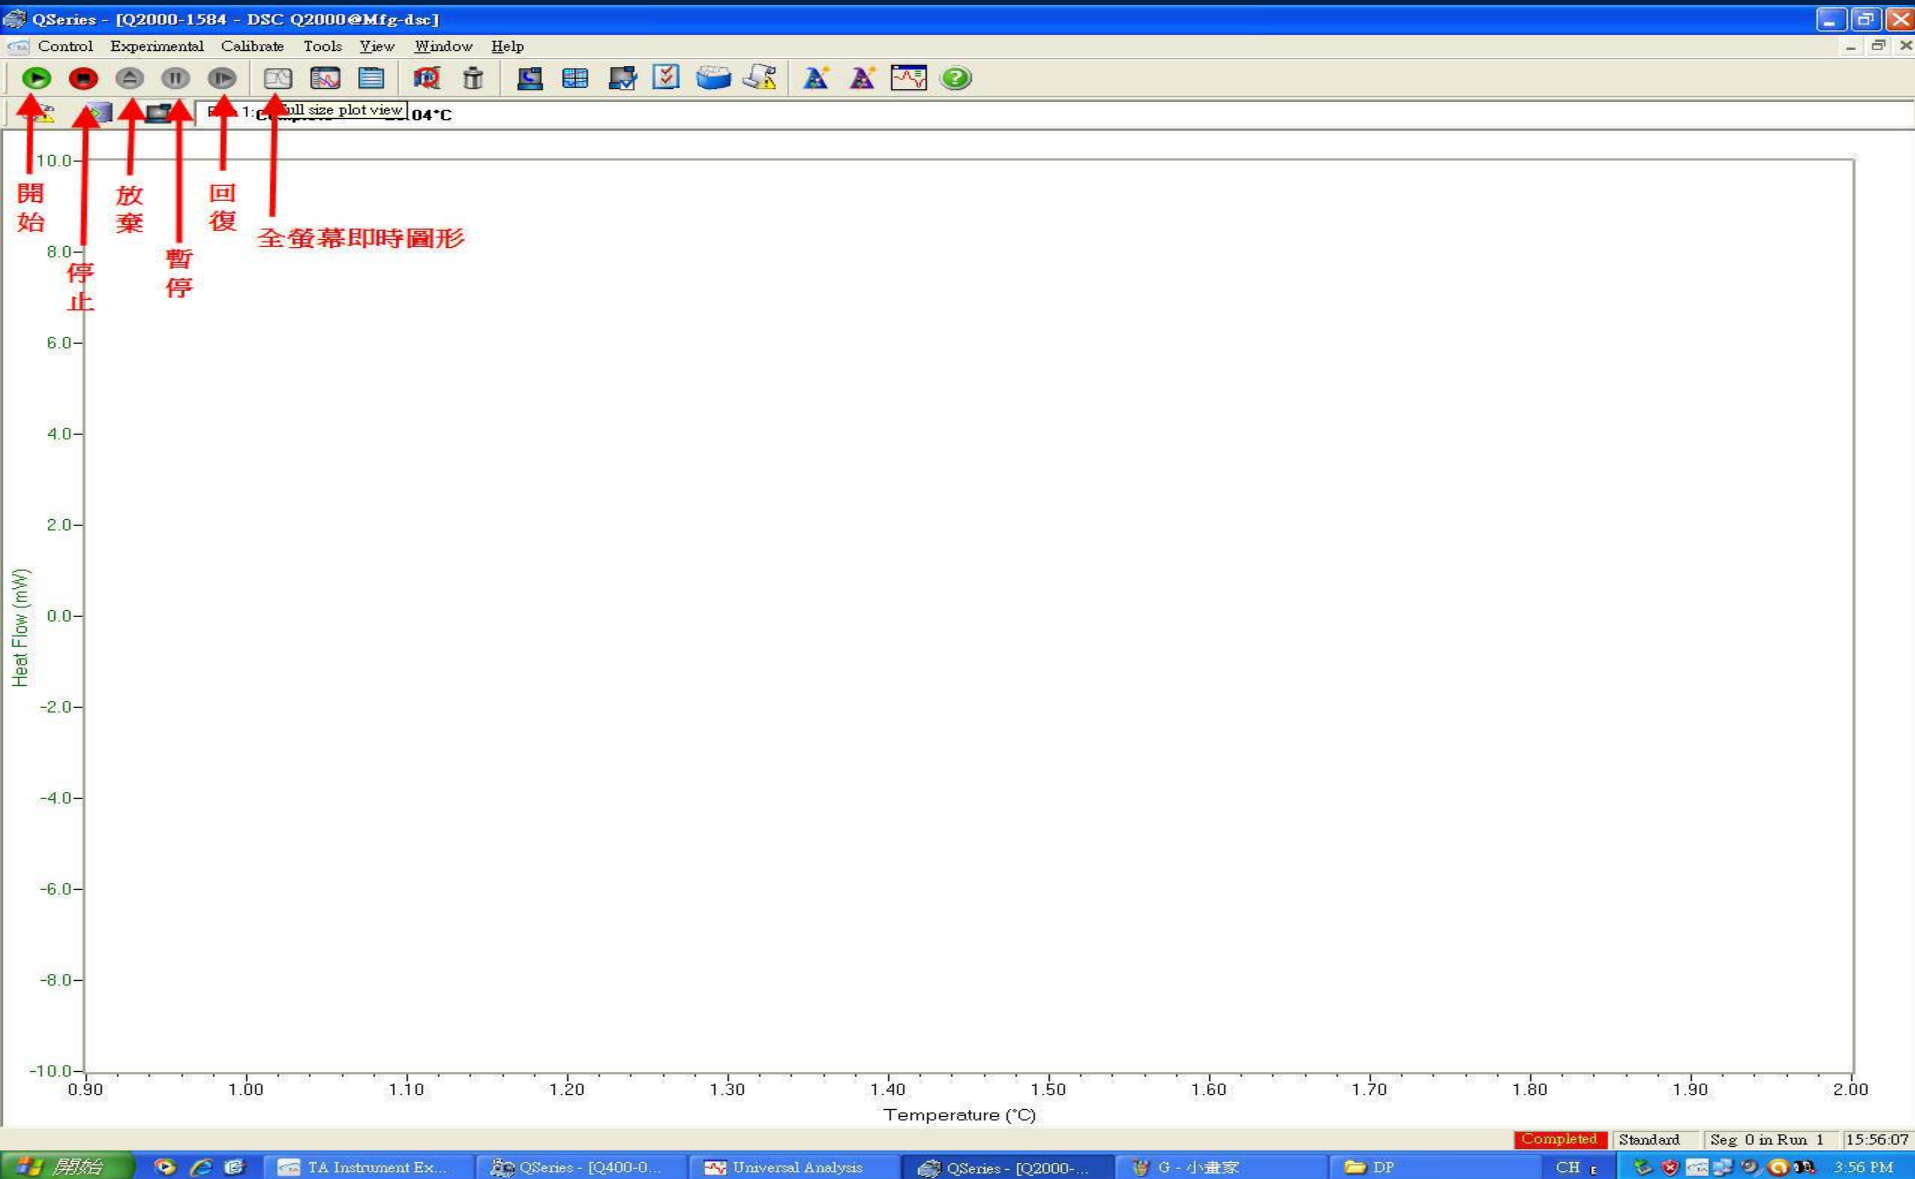 QSeries - [Q2000-1584 - DSC Q2000@Mfg-dsc]
Control Experimental Calibrate Tools View Window Help
1: Full size plot view 04°C
開始
停止
放棄
暫停
回復
全螢幕即時圖形
10.0
8.0
6.0
4.0
2.0
0.0
-2.0
-4.0
-6.0
-8.0
-10.0
Heat Flow (mW)
0.90 1.00 1.10 1.20 1.30 1.40 1.50 1.60 1.70 1.80 1.90 2.00
Temperature (°C)
Completed Standard Seg 0 in Run 1 15:56:07
開始 TA Instrument Ex... QSeries - [Q400-0... Universal Analysis QSeries - [Q2000-... G - 小畫家 DP CH 3:56 PM